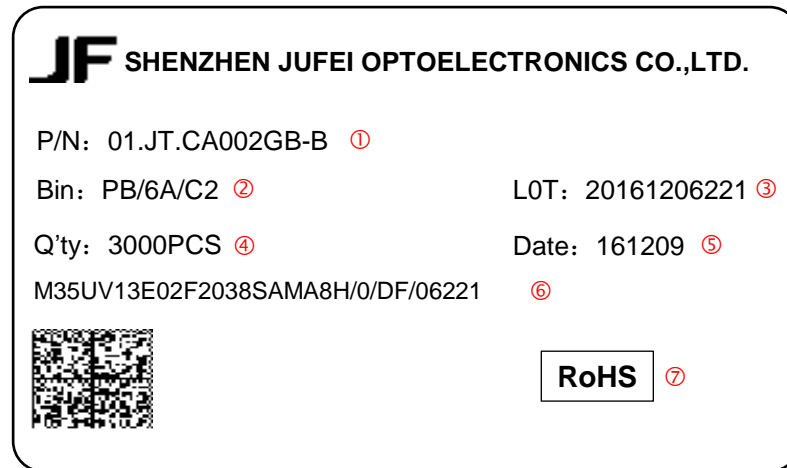 JF SHENZHEN JUFEI OPTOELECTRONICS CO.,LTD.
P/N：01.JT.CA002GB-B ①
Bin：PB/6A/C2 ② L0T：20161206221 ③
Q’ty：3000PCS ④ Date：161209 ⑤
M35UV13E02F2038SAMA8H/0/DF/06221 ⑥
RoHS ⑦